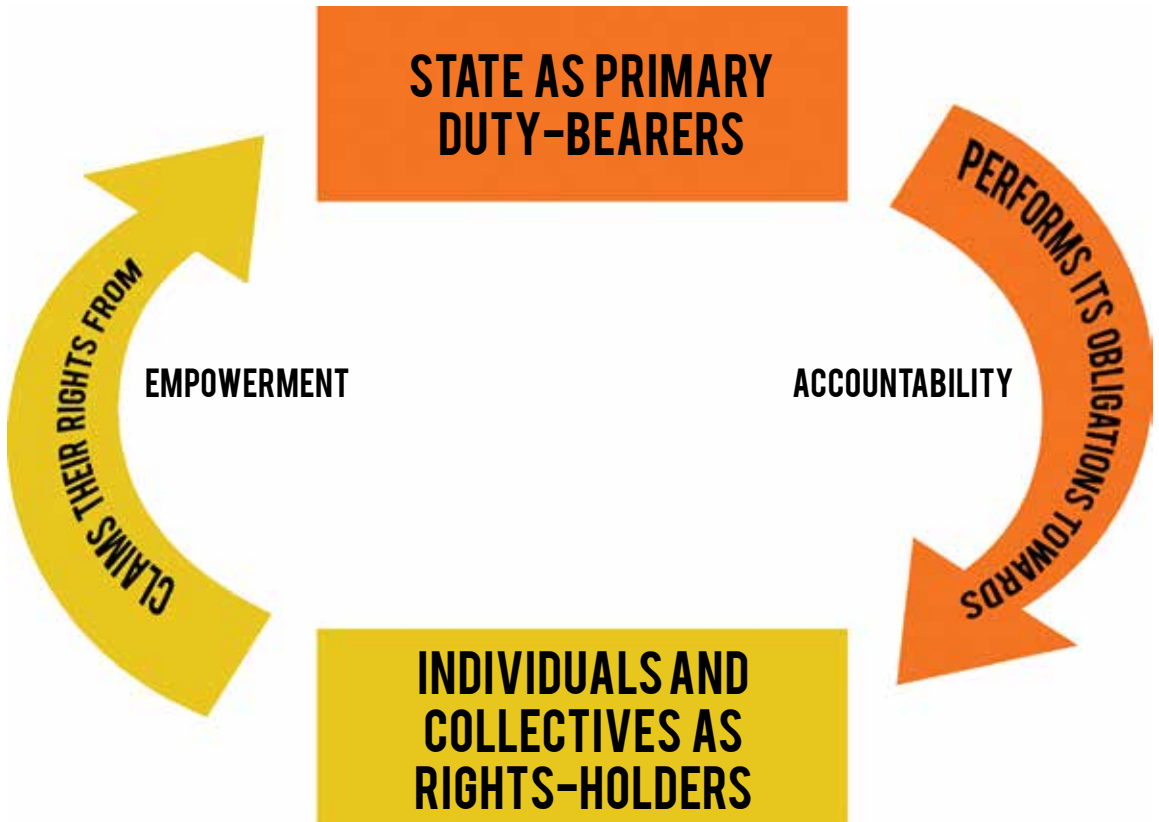 STATE AS PRIMARY
DUTY-BEARERS
PERFORMS ITS OBLIGATIONS TOWARDS
CLAIMS THEIR RIGHTS FROM
EMPOWERMENT
ACCOUNTABILITY
INDIVIDUALS AND
COLLECTIVES AS
RIGHTS-HOLDERS